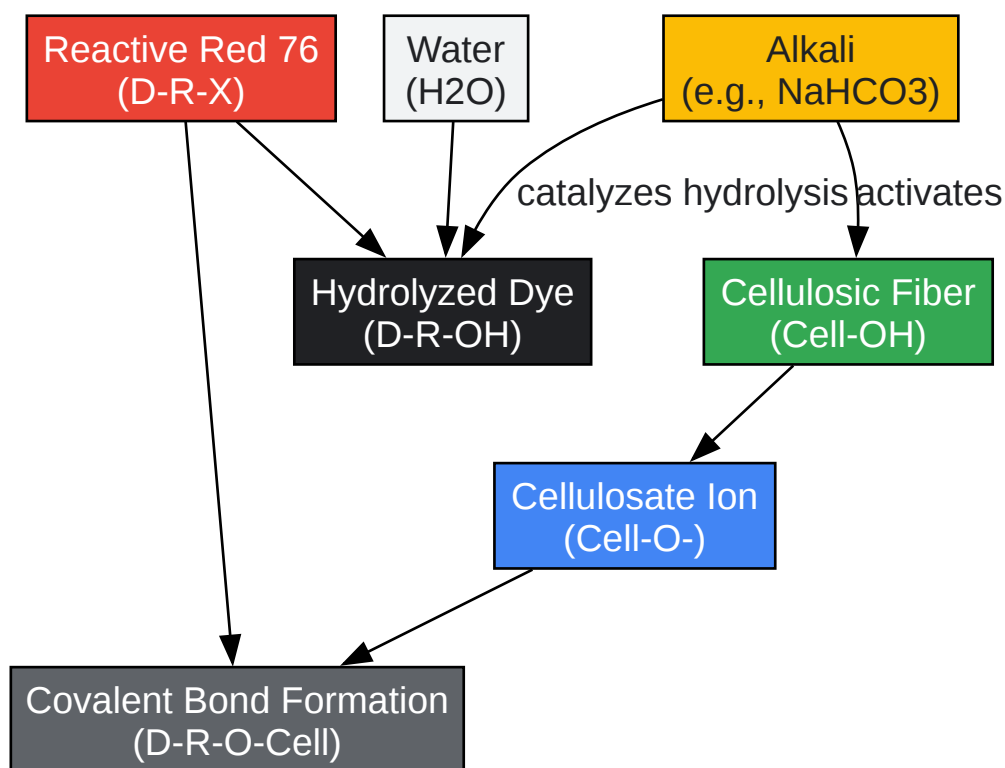 Reactive Red 76
(D-R-X)
Water
(H2O)
Alkali
(e.g., NaHCO3)
catalyzes hydrolysis
activates
Hydrolyzed Dye
(D-R-OH)
Cellulosic Fiber
(Cell-OH)
Cellulosate Ion
(Cell-O-)
Covalent Bond Formation
(D-R-O-Cell)